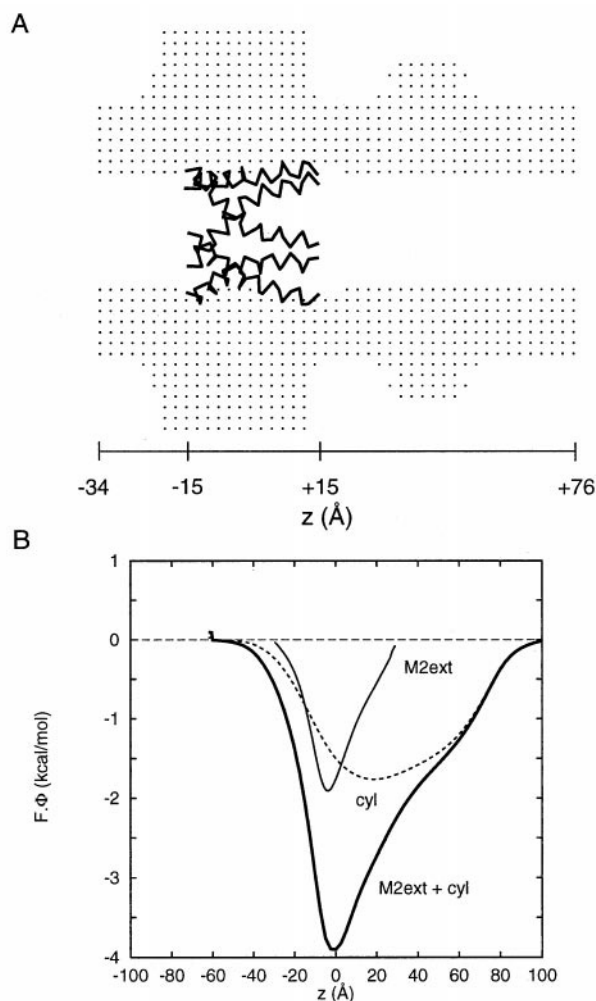 A
-34 -15 +15 +76
z (Å)
B
1
0
-1
-2
-3
-4
F.Φ (kcal/mol)
M2ext
cyl
M2ext + cyl
-100 -80 -60 -40 -20 0 20 40 60 80 100
z (Å)